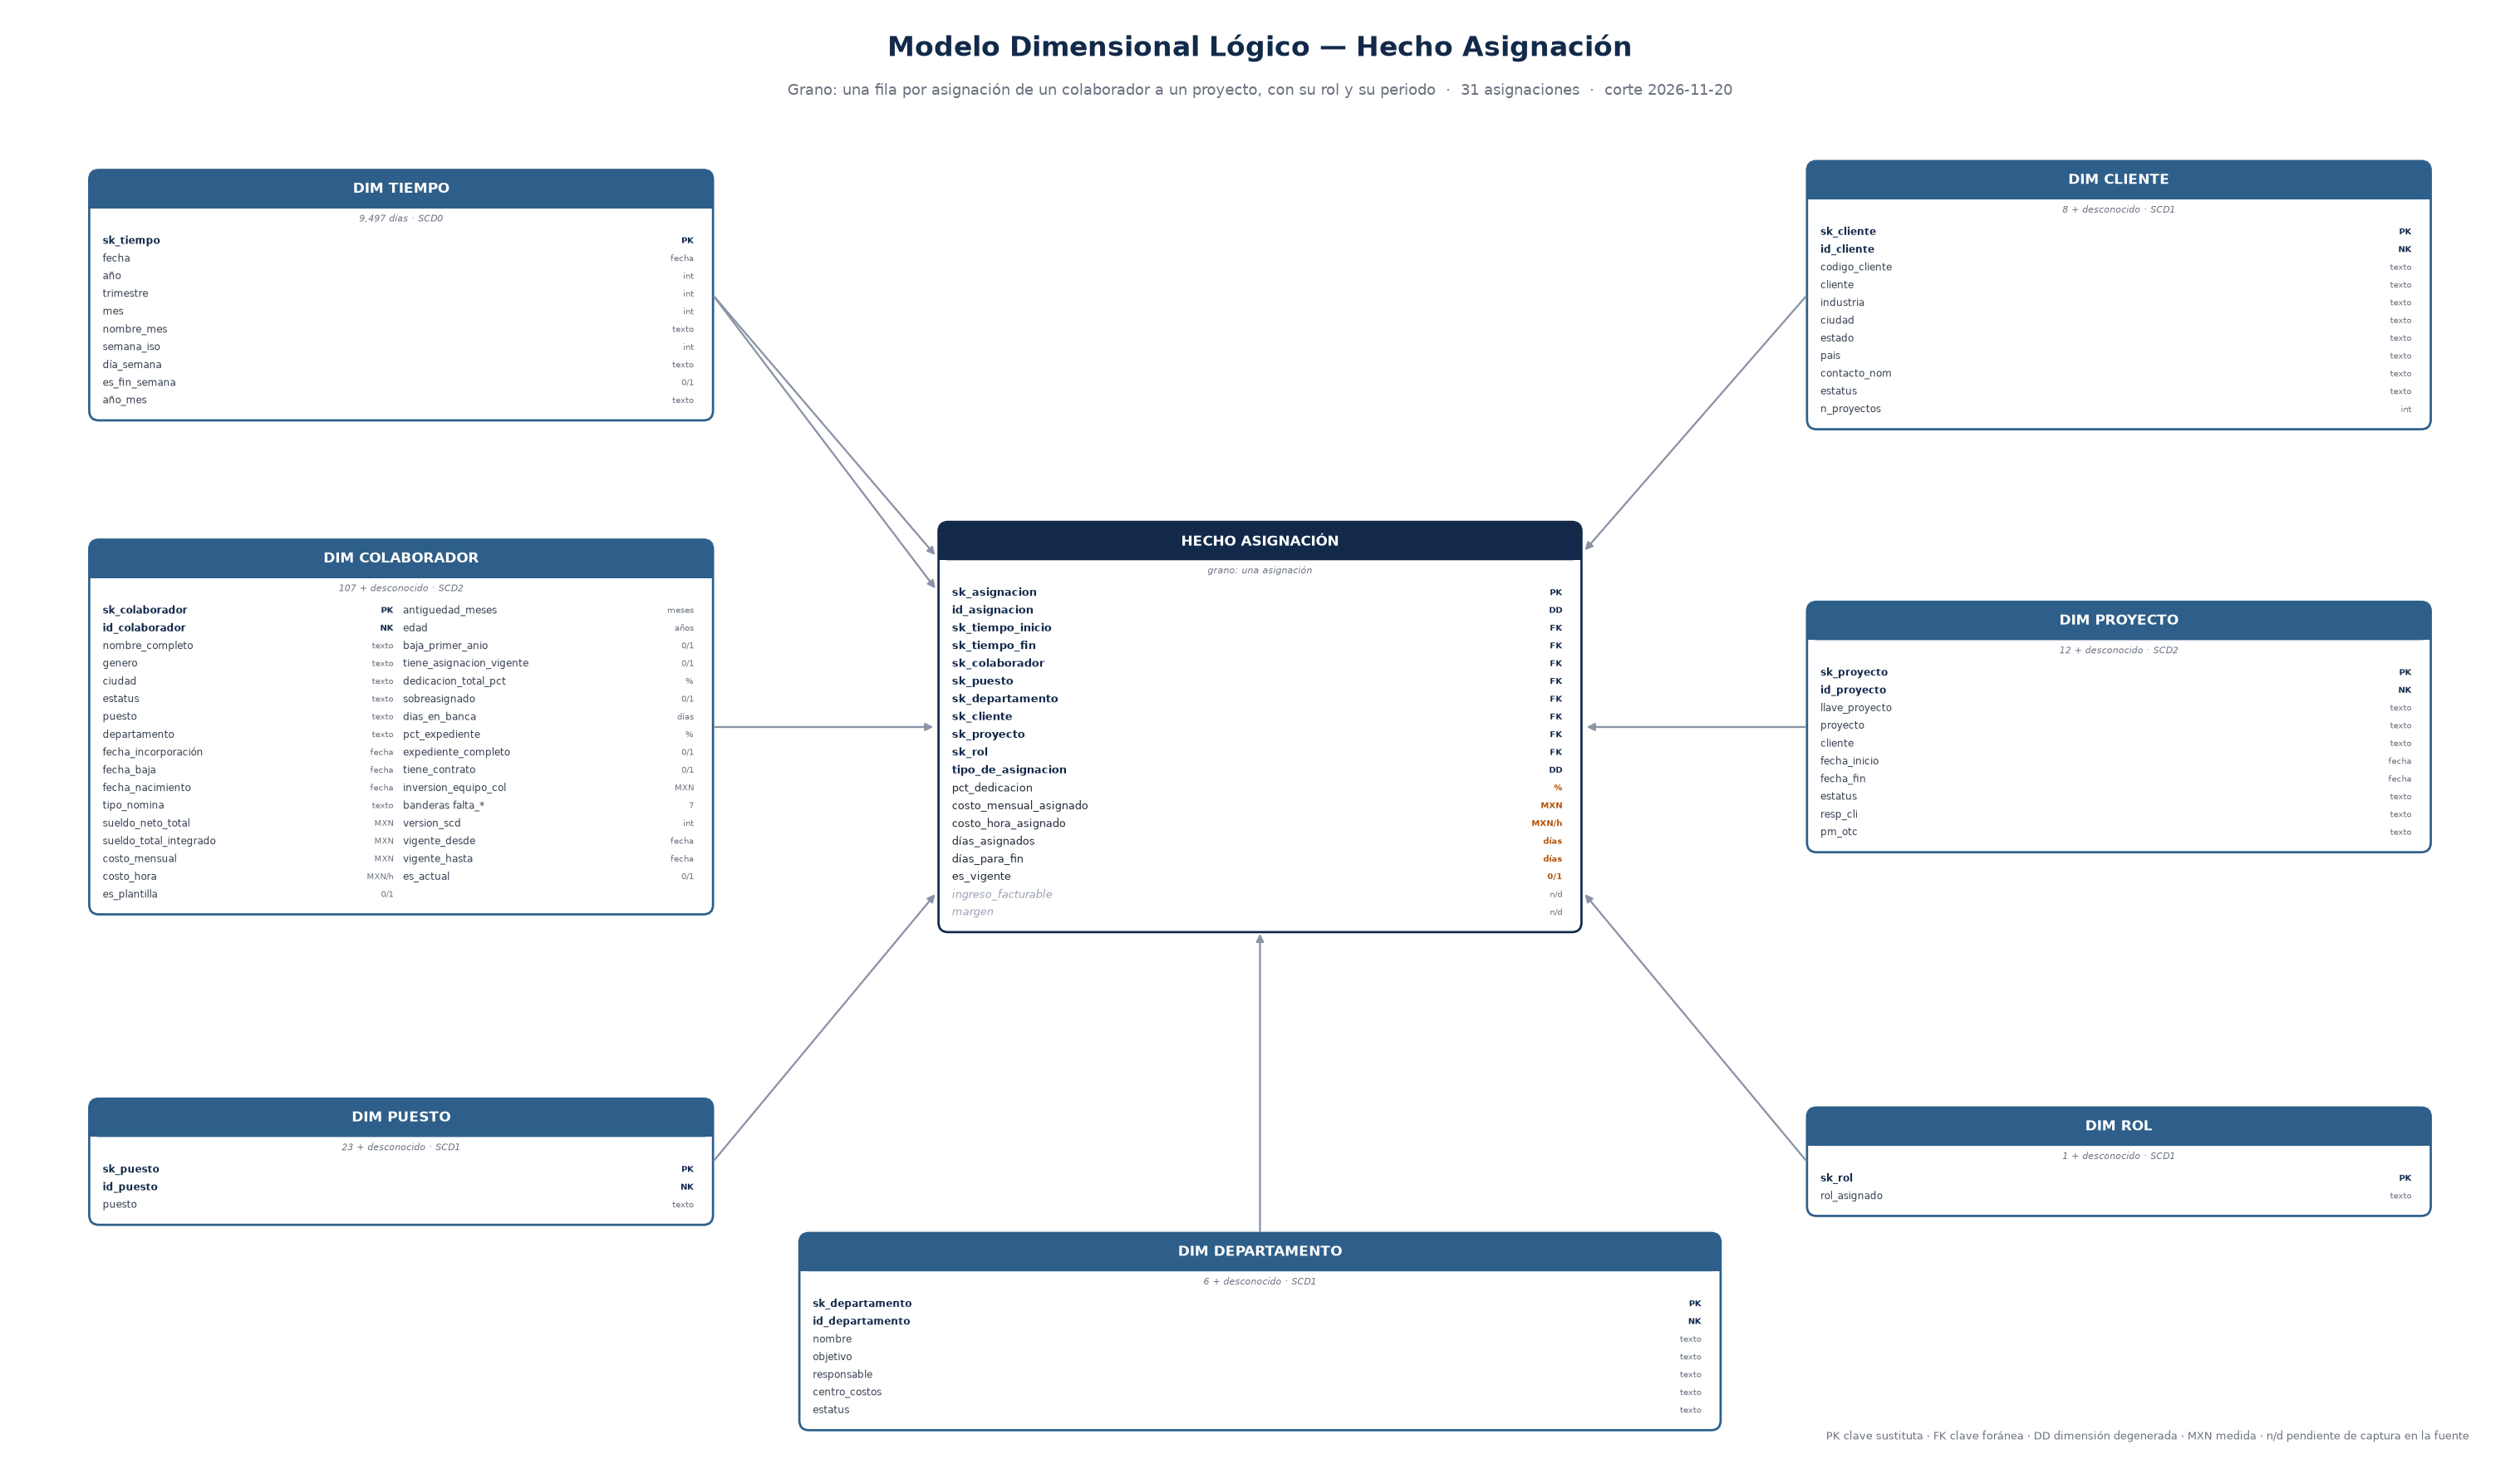 Modelo Dimensional Lógico — Hecho Asignación
Grano: una fila por asignación de un colaborador a un proyecto, con su rol y su periodo · 31 asignaciones · corte 2026-11-20
DIM TIEMPO
9,497 días · SCD0
sk_tiempo PK
fecha fecha
año int
trimestre int
mes int
nombre_mes texto
semana_iso int
día_semana texto
es_fin_semana 0/1
año_mes texto
DIM CLIENTE
8 + desconocido · SCD1
sk_cliente PK
id_cliente NK
codigo_cliente texto
cliente texto
industria texto
ciudad texto
estado texto
pais texto
contacto_nom texto
estatus texto
n_proyectos int
DIM COLABORADOR
107 + desconocido · SCD2
sk_colaborador PK antiguedad_meses meses
id_colaborador NK edad años
nombre_completo texto baja_primer_anio 0/1
genero texto tiene_asignacion_vigente 0/1
ciudad texto dedicacion_total_pct %
estatus texto sobreasignado 0/1
puesto texto dias_en_banca días
departamento texto pct_expediente %
fecha_incorporación fecha expediente_completo 0/1
fecha_baja fecha tiene_contrato 0/1
fecha_nacimiento fecha inversion_equipo_col MXN
tipo_nomina texto banderas falta_* 7
sueldo_neto_total MXN version_scd int
sueldo_total_integrado MXN vigente_desde fecha
costo_mensual MXN vigente_hasta fecha
costo_hora MXN/h es_actual 0/1
es_plantilla 0/1
HECHO ASIGNACIÓN
grano: una asignación
sk_asignacion PK
id_asignacion DD
sk_tiempo_inicio FK
sk_tiempo_fin FK
sk_colaborador FK
sk_puesto FK
sk_departamento FK
sk_cliente FK
sk_proyecto FK
sk_rol FK
tipo_de_asignacion DD
pct_dedicacion %
costo_mensual_asignado MXN
costo_hora_asignado MXN/h
días_asignados días
días_para_fin días
es_vigente 0/1
ingreso_facturable n/d
margen n/d
DIM PROYECTO
12 + desconocido · SCD2
sk_proyecto PK
id_proyecto NK
llave_proyecto texto
proyecto texto
cliente texto
fecha_inicio fecha
fecha_fin fecha
estatus texto
resp_cli texto
pm_otc texto
DIM PUESTO
23 + desconocido · SCD1
sk_puesto PK
id_puesto NK
puesto texto
DIM ROL
1 + desconocido · SCD1
sk_rol PK
rol_asignado texto
DIM DEPARTAMENTO
6 + desconocido · SCD1
sk_departamento PK
id_departamento NK
nombre texto
objetivo texto
responsable texto
centro_costos texto
estatus texto
PK clave sustituta · FK clave foránea · DD dimensión degenerada · MXN medida · n/d pendiente de captura en la fuente